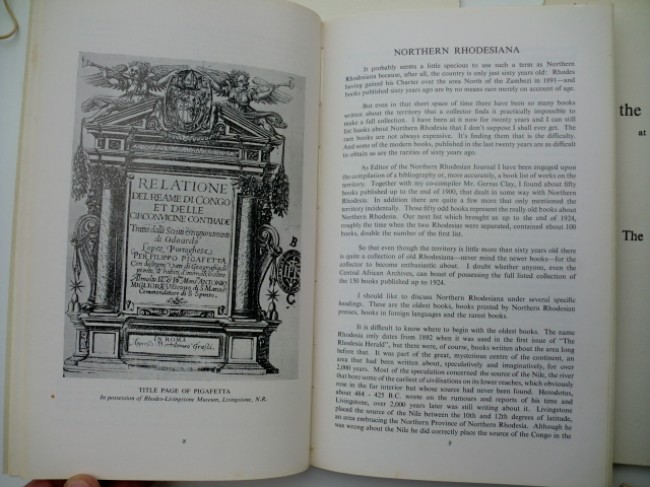 RELATIONE
DEL REAME DI CONGO
ET DELLE
CIRCONVICINE CONTRADE
Tratta dalli Scritti & ragionamenti
di Odoardo
Lopez Portoghese
PER FILIPPO PIGAFETTA
IN ROMA
Appresso Bartolomeo Grassi.
TITLE PAGE OF PIGAFETTA
In possession of Rhodes-Livingstone Museum, Livingstone, N.R.
8
NORTHERN RHODESIANA
It probably seems a little specious to use such a term as Northern
Rhodesiana because, after all, the country is only just sixty years old: Rhodes
having gained his Charter over the area North of the Zambezi in 1891—and
books published sixty years ago are by no means rare merely on account of age.
But even in that short space of time there have been so many books
written about the territory that a collector finds it practically impossible to
make a full collection. I have been at it now for twenty years and I can still
list books about Northern Rhodesia that I don't suppose I shall ever get. The
rare books are not always expensive. It's finding them that is the difficulty.
And some of the modern books, published in the last twenty years are as difficult
to obtain as are the rarities of sixty years ago.
As Editor of the Northern Rhodesian Journal I have been engaged upon
the compilation of a bibliography or, more accurately, a book list of works on the
territory. Together with my co-compiler Mr. Gervas Clay, I found about fifty
books published up to the end of 1900, that dealt in some way with Northern
Rhodesia. In addition there are quite a few more that only mentioned the
territory incidentally. Those fifty odd books represent the really old books about
Northern Rhodesia. Our next list which brought us up to the end of 1924,
roughly the time when the two Rhodesias were separated, contained about 100
books, double the number of the first list.
So that even though the territory is little more than sixty years old there
is quite a collection of old Rhodesiana—never mind the newer books—for the
collector to become enthusiastic about. I doubt whether anyone, even the
Central African Archives, can boast of possessing the full listed collection of
the 150 books published up to 1924.
I should like to discuss Northern Rhodesiana under several specific
headings. These are the oldest books, books printed by Northern Rhodesian
presses, books in foreign languages and the rarest books.
It is difficult to know where to begin with the oldest books. The name
Rhodesia only dates from 1892 when it was used in the first issue of "The
Rhodesia Herald", but there were, of course, books written about the area long
before that. It was part of the great, mysterious centre of the continent, an
area that had been written about, speculatively and imaginatively, for over
2,000 years. Most of the speculation concerned the source of the Nile, the river
that bore some of the earliest of civilisations on its lower reaches, which obviously
rose in the far interior but whose source had never been found. Herodotus,
about 464 - 425 B.C. wrote on the rumours and reports of his time and
Livingstone, over 2,000 years later was still writing about it. Livingstone
placed the source of the Nile between the 10th and 12th degrees of latitude,
an area embracing the Northern Province of Northern Rhodesia. Although he
was wrong about the Nile he did correctly place the source of the Congo in the
9
the
at
The